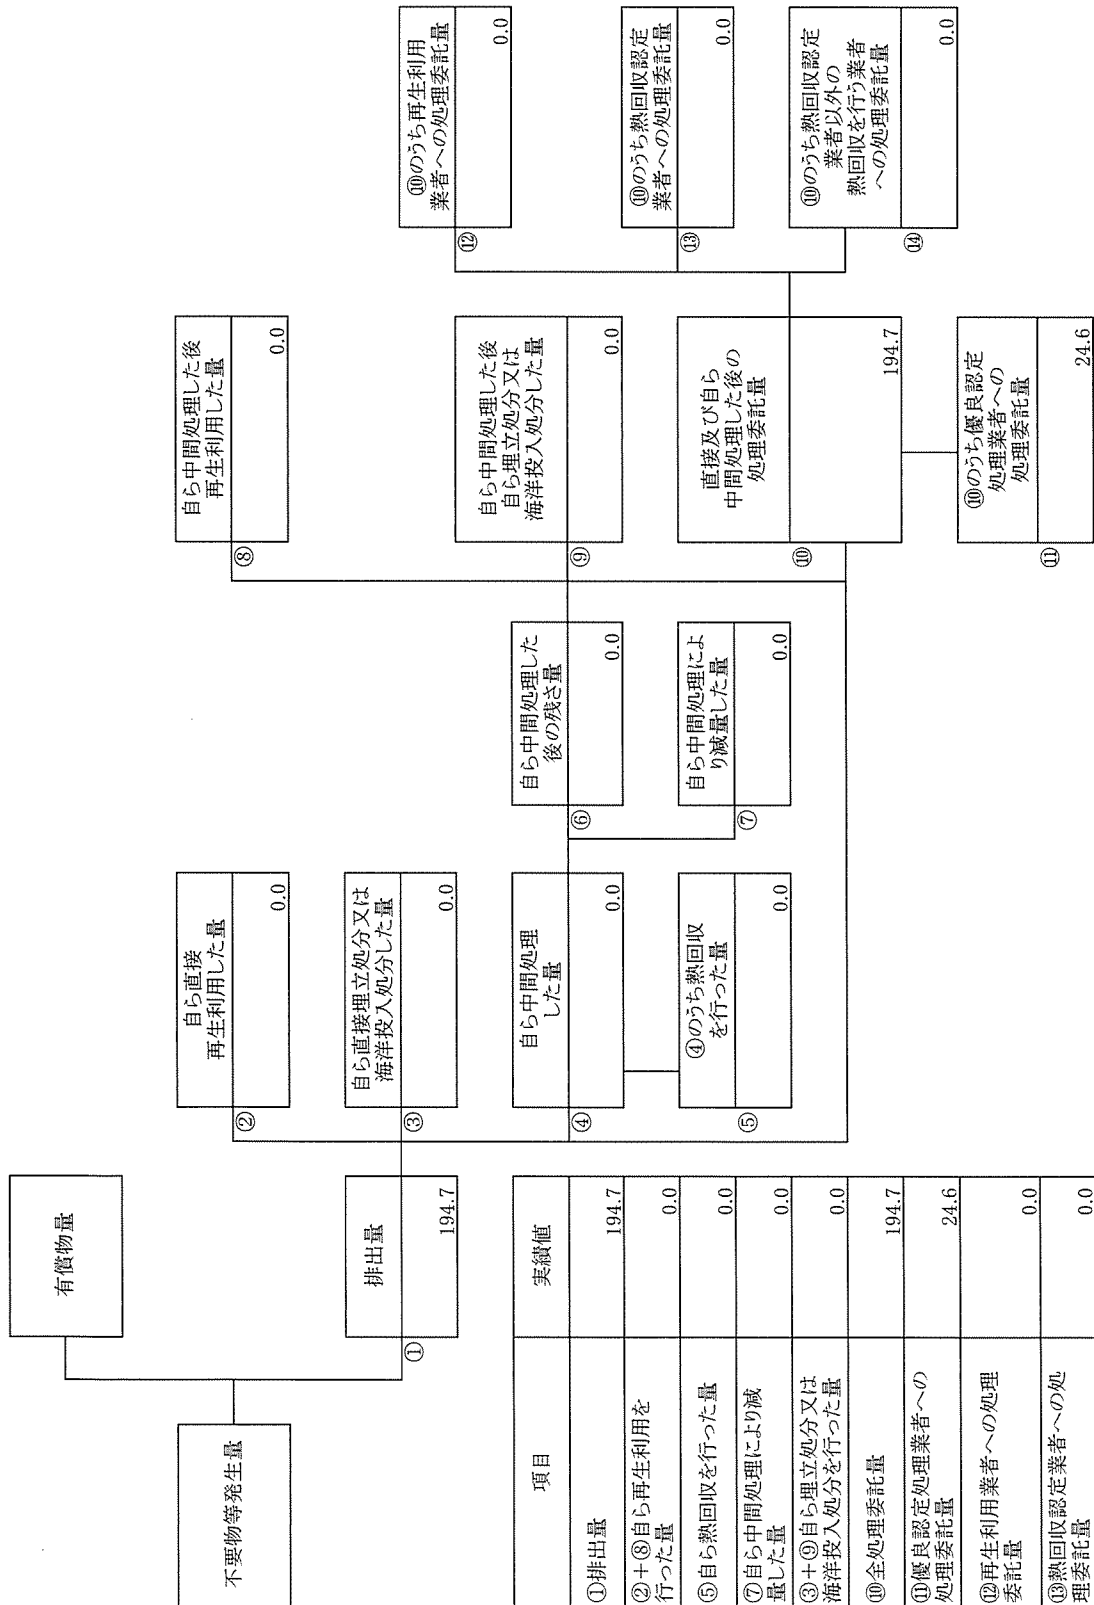 不要物等発生量
有償物量
排出量
①
194.7
自ら直接
再生利用した量
②
0.0
自ら直接埋立処分又は
海洋投入処分した量
③
0.0
自ら中間処理
した量
④
0.0
④のうち熱回収
を行った量
⑤
0.0
自ら中間処理した
後の残さ量
⑥
0.0
自ら中間処理によ
り減量した量
⑦
0.0
自ら中間処理した後
再生利用した量
⑧
0.0
自ら中間処理した後
自ら埋立処分又は
海洋投入処分した量
⑨
0.0
直接及び自ら
中間処理した後の
処理委託量
⑩
194.7
⑩のうち優良認定
処理業者への
処理委託量
⑪
24.6
⑩のうち再生利用
業者への処理委託量
⑫
0.0
⑩のうち熱回収認定
業者への処理委託量
⑬
0.0
⑩のうち熱回収認定
業者以外の
熱回収を行う業者
への処理委託量
⑭
0.0
項目
実績値
①排出量
194.7
②+⑧自ら再生利用を
行った量
0.0
⑤自ら熱回収を行った量
0.0
⑦自ら中間処理により減
量した量
0.0
③+⑨自ら埋立処分又は
海洋投入処分を行った量
0.0
⑩全処理委託量
194.7
⑪優良認定処理業者への
処理委託量
24.6
⑫再生利用業者への処理
委託量
0.0
⑬熱回収認定業者への処
理委託量
0.0